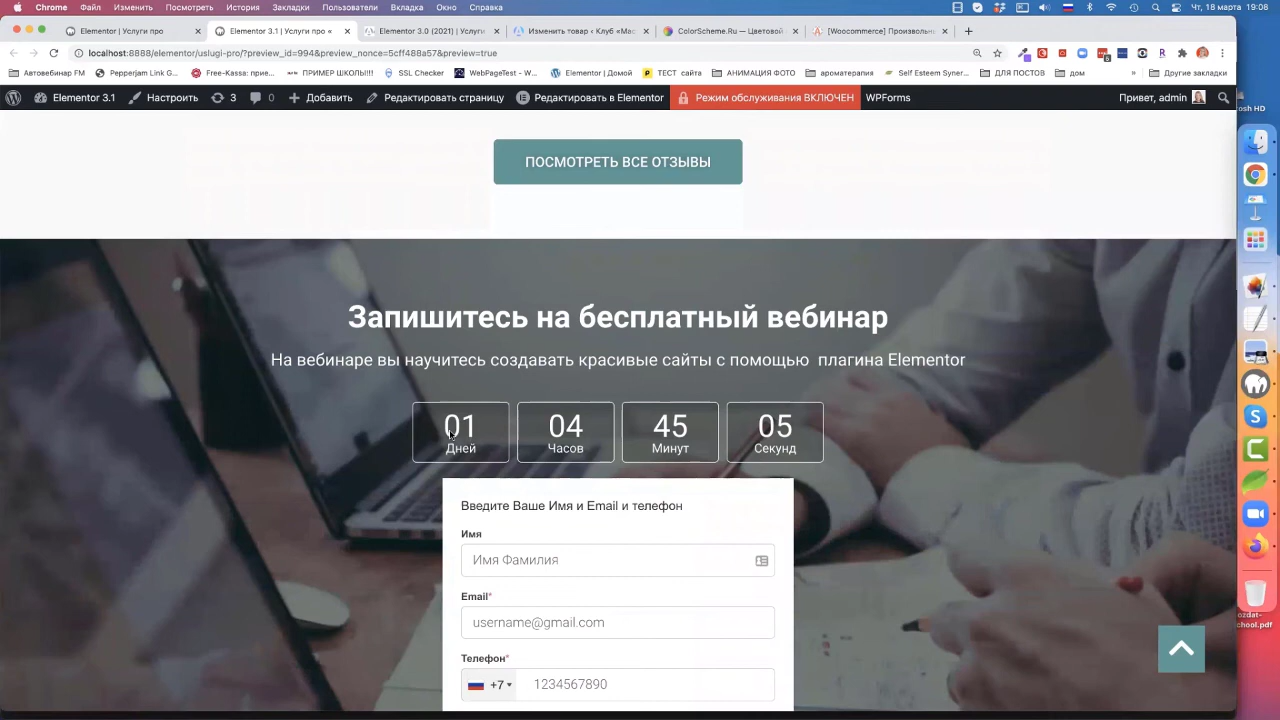 Chrome Файл Изменить Посмотреть История Закладки Пользователи Вкладка Окно Справка Чт, 18 марта 19:08
Elementor | Услуги про Elementor 3.1 | Услуги про « Elementor 3.0 (2021) | Услуги Изменить товар ‹ Клуб «Мас ColorScheme.Ru — Цветовой [Woocommerce] Произвольн
localhost:8888/elementor/uslugi-pro/?preview_id=994&preview_nonce=5cff488a57&preview=true
Автовебинар FM Pepperjam Link G... Free-Kassa: прие... ПРИМЕР ШКОЛЫ!!!! SSL Checker WebPageTest - W... Elementor | Домой ТЕСТ сайта АНИМАЦИЯ ФОТО ароматерапия Self Esteem Syner... ДЛЯ ПОСТОВ дом » Другие закладки
Elementor 3.1 Настроить 3 0 Добавить Редактировать страницу Редактировать в Elementor Режим обслуживания ВКЛЮЧЕН WPForms Привет, admin
osh HD
ПОСМОТРЕТЬ ВСЕ ОТЗЫВЫ
Запишитесь на бесплатный вебинар
На вебинаре вы научитесь создавать красивые сайты с помощью плагина Elementor
01 04 45 05
Дней Часов Минут Секунд
Введите Ваше Имя и Email и телефон
Имя
Имя Фамилия
Email*
username@gmail.com
Телефон*
+7 1234567890
ozdat-
chool.pdf